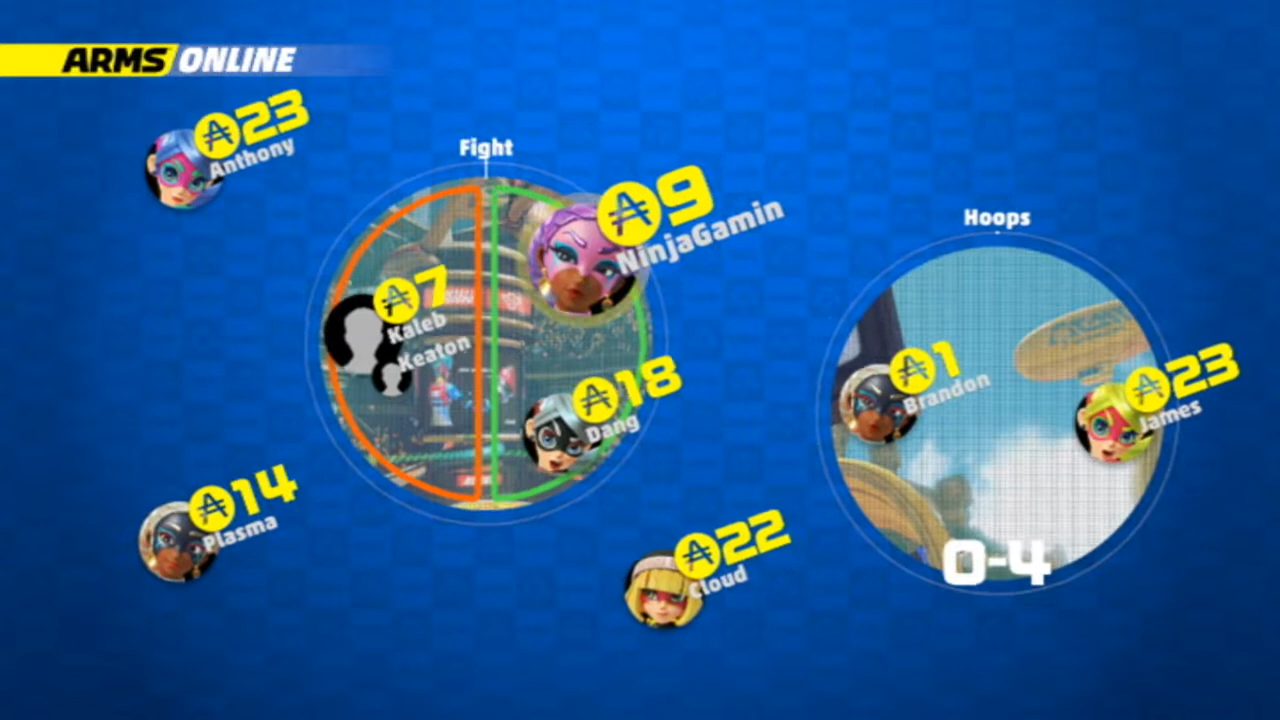 ARMS ONLINE
23
Anthony
Fight
9
NinjaGamin
7
Kaleb
Keaton
18
Dang
Hoops
1
Brandon
23
James
0-4
14
Plasma
22
Cloud